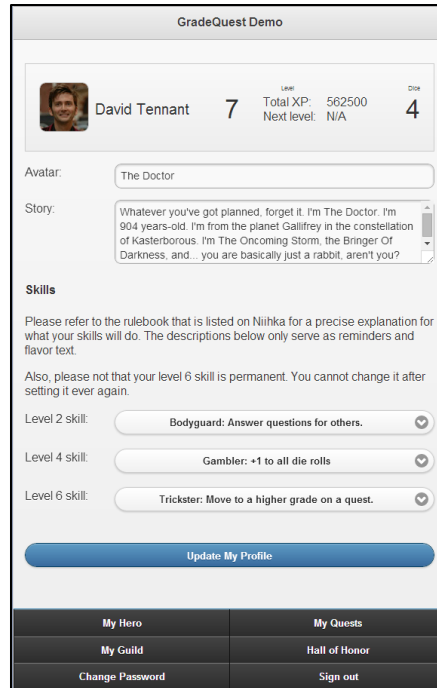 GradeQuest Demo
David Tennant
Level
7
Total XP: 562500
Next level: N/A
Dice
4
Avatar:
The Doctor
Story:
Whatever you've got planned, forget it. I'm The Doctor. I'm
904 years-old. I'm from the planet Gallifrey in the constellation
of Kasterborous. I'm The Oncoming Storm, the Bringer Of
Darkness, and... you are basically just a rabbit, aren't you?
Skills
Please refer to the rulebook that is listed on Niihka for a precise explanation for
what your skills will do. The descriptions below only serve as reminders and
flavor text.
Also, please not that your level 6 skill is permanent. You cannot change it after
setting it ever again.
Level 2 skill:
Bodyguard: Answer questions for others.
Level 4 skill:
Gambler: +1 to all die rolls
Level 6 skill:
Trickster: Move to a higher grade on a quest.
Update My Profile
My Hero
My Quests
My Guild
Hall of Honor
Change Password
Sign out